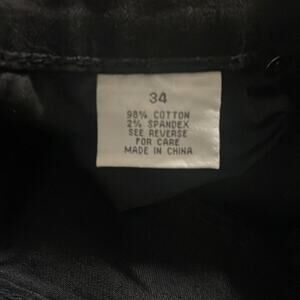 34
98% COTTON
2% SPANDEX
SEE REVERSE
FOR CARE
MADE IN CHINA